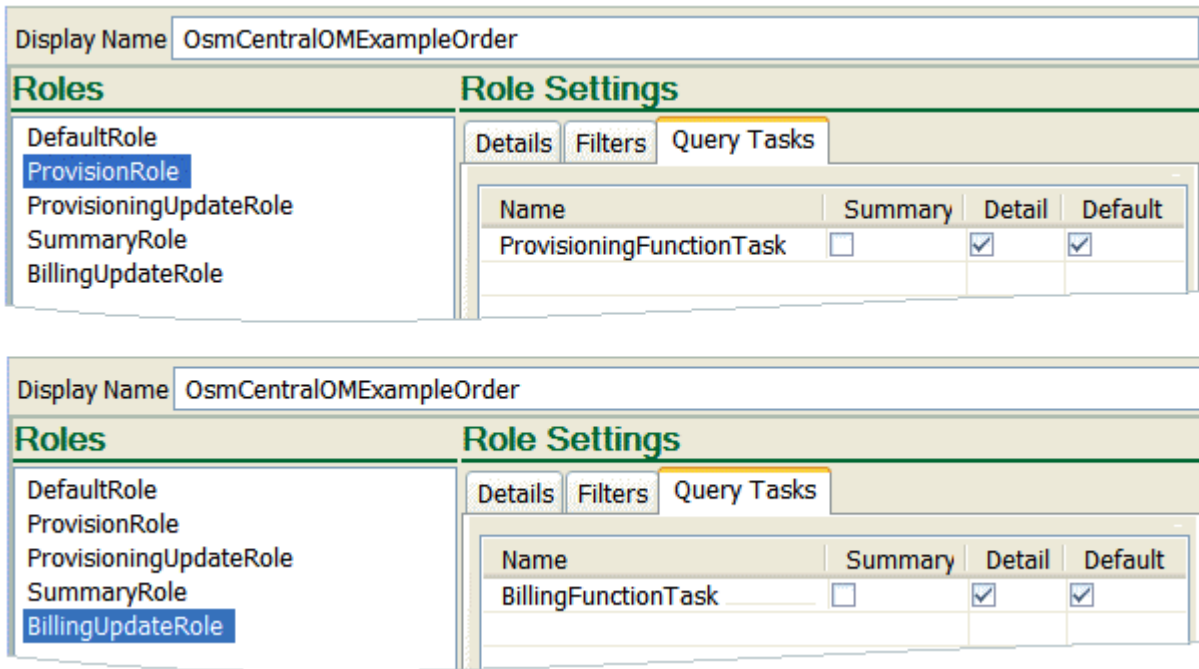 Display Name OsmCentralOMExampleOrder
Roles
Role Settings
DefaultRole
ProvisionRole
ProvisioningUpdateRole
SummaryRole
BillingUpdateRole
Details Filters Query Tasks
Name Summary Detail Default
ProvisioningFunctionTask
Display Name OsmCentralOMExampleOrder
Roles
Role Settings
DefaultRole
ProvisionRole
ProvisioningUpdateRole
SummaryRole
BillingUpdateRole
Details Filters Query Tasks
Name Summary Detail Default
BillingFunctionTask